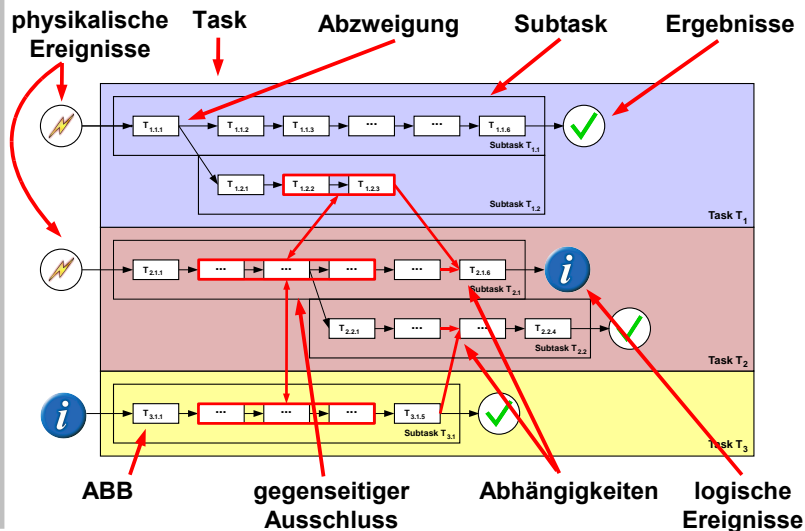 physikalische
Ereignisse
Task
Abzweigung
Subtask
Ergebnisse
T1.1.1
T1.1.2
T1.1.3
...
...
T1.1.6
Subtask T1.1
T1.2.1
T1.2.2
T1.2.3
Subtask T1.2
Task T1
T2.1.1
...
...
...
...
T2.1.6
Subtask T2.1
i
T2.2.1
...
...
T2.2.4
Subtask T2.2
Task T2
i
T3.1.1
...
...
...
T3.1.5
Subtask T3.1
Task T3
ABB
gegenseitiger
Ausschluss
Abhängigkeiten
logische
Ereignisse